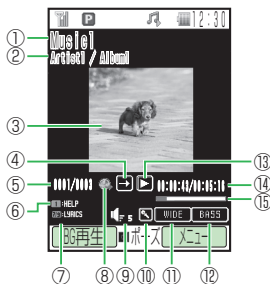 12:30
① Music1
② Artist1 / Album1
③
④
⑤ 0001/0003
⑬
00:00:43/00:05:18 ⑭
⑮
⑥ :HELP
:LYRICS
5 WIDE BASS
BG再生 ポーズ メニュー
⑦ ⑧ ⑨ ⑩ ⑪ ⑫